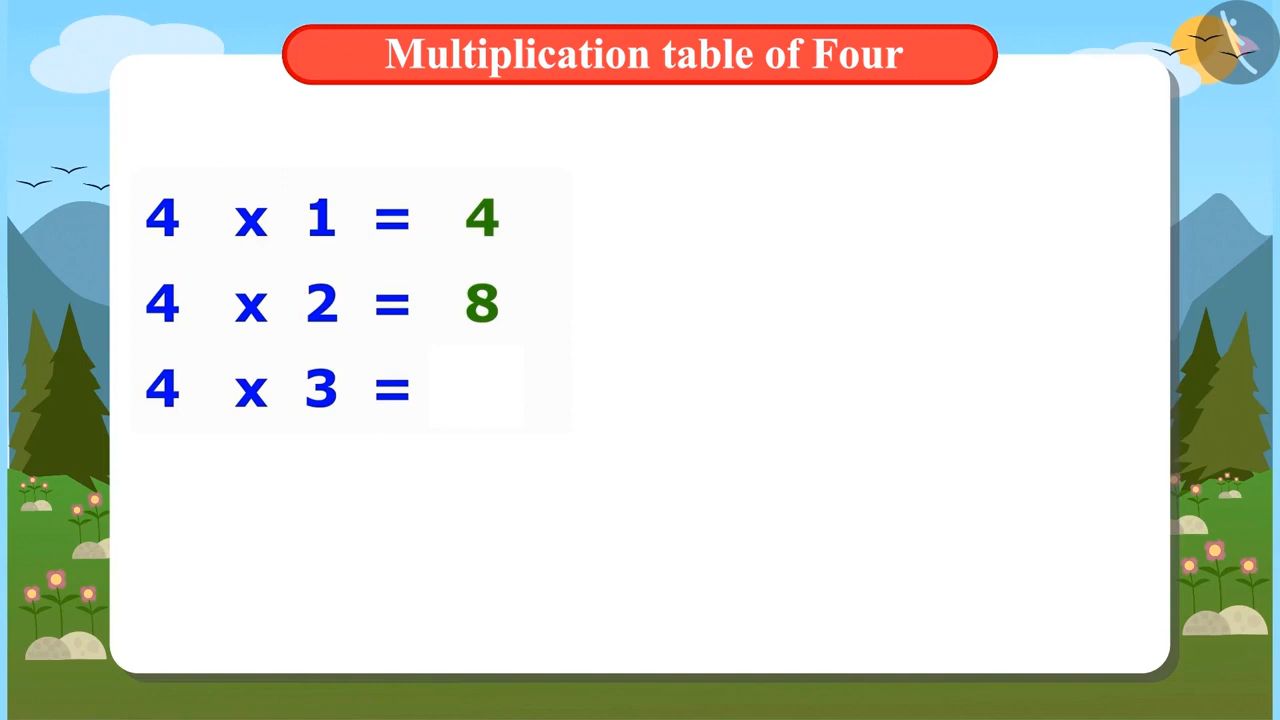 Multiplication table of Four
4 x 1 = 4
4 x 2 = 8
4 x 3 =